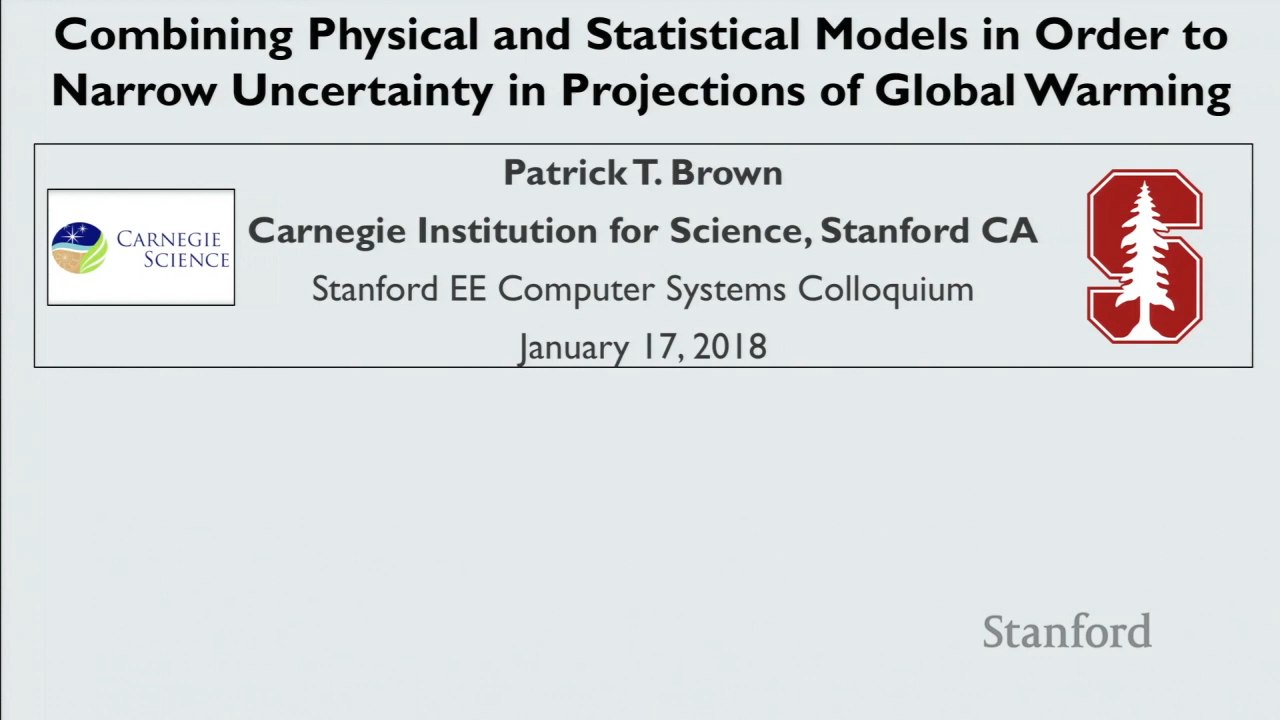 Combining Physical and Statistical Models in Order to
Narrow Uncertainty in Projections of Global Warming
Patrick T. Brown
Carnegie Institution for Science, Stanford CA
Stanford EE Computer Systems Colloquium
January 17, 2018
CARNEGIE
SCIENCE
Stanford